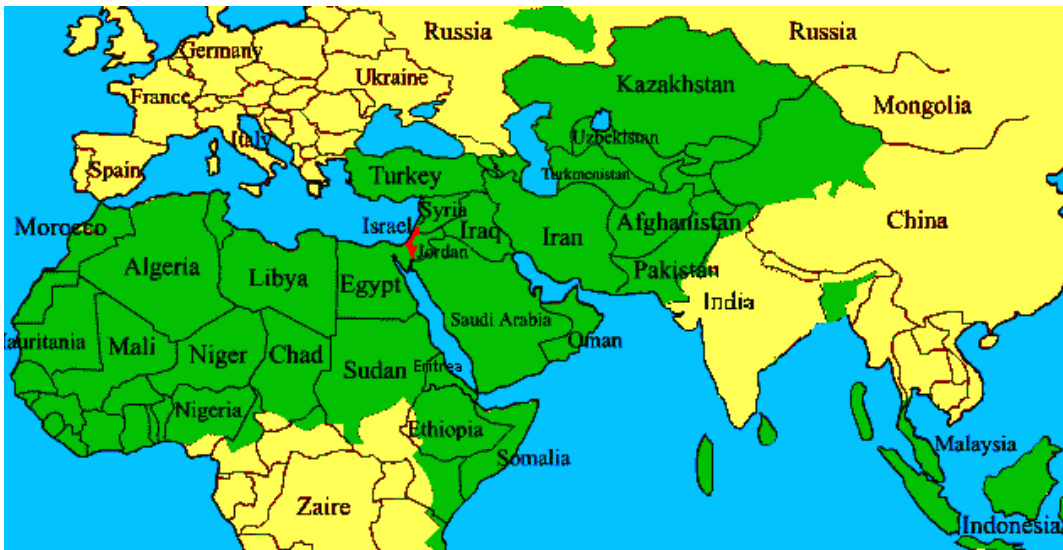 Russia
Russia
Germany
Ukraine
Kazakhstan
France
Mongolia
Italy
Uzbekistan
Spain
Turkey
Turkmenistan
Syria
Morocco
Israel
Afghanistan
China
Iraq
Iran
Jordan
Algeria
Libya
Egypt
Pakistan
India
Saudi Arabia
Mauritania
Mali
Niger
Chad
Oman
Sudan
Eritrea
Nigeria
Ethiopia
Malaysia
Somalia
Zaire
Indonesia